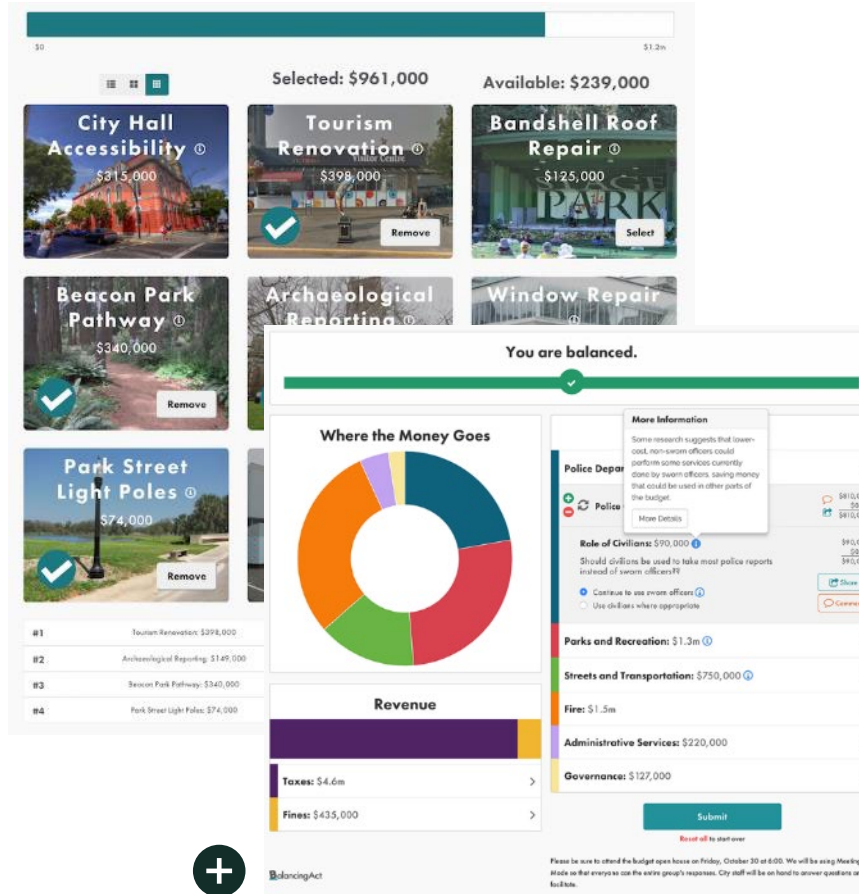 $0
$1.2m
Selected: $961,000
Available: $239,000
City Hall
Accessibility
$315,000
Tourism
Renovation
Visitor Centre
$398,000
Remove
Bandshell Roof
Repair
$125,000
PARK
Select
Beacon Park
Pathway
$340,000
Remove
Archaeological
Reporting
Window Repair
Park Street
Light Poles
$74,000
Remove
#1 Tourism Renovation: $398,000
#2 Archaeological Reporting: $149,000
#3 Beacon Park Pathway: $340,000
#4 Park Street Light Poles: $74,000
You are balanced.
Where the Money Goes
Revenue
Taxes: $4.6m
Fines: $435,000
BalancingAct
More Information
Some research suggests that lower-
cost, non-sworn officers could
perform some services currently
done by sworn officers, saving money
that could be used in other parts of
the budget.
More Details
Police Depar
Police
Role of Civilians: $90,000
Should civilians be used to take most police reports
instead of sworn officers??
Continue to use sworn officers
Use civilians where appropriate
Share
Parks and Recreation: $1.3m
Streets and Transportation: $750,000
Fire: $1.5m
Administrative Services: $220,000
Governance: $127,000
Submit
Reset all to start over
Please be sure to attend the budget open house on Friday, October 30 at 6:00. We will be using Meeting
Mode so that everyone can the entire group's responses. City staff will be on hand to answer questions
facilitate.